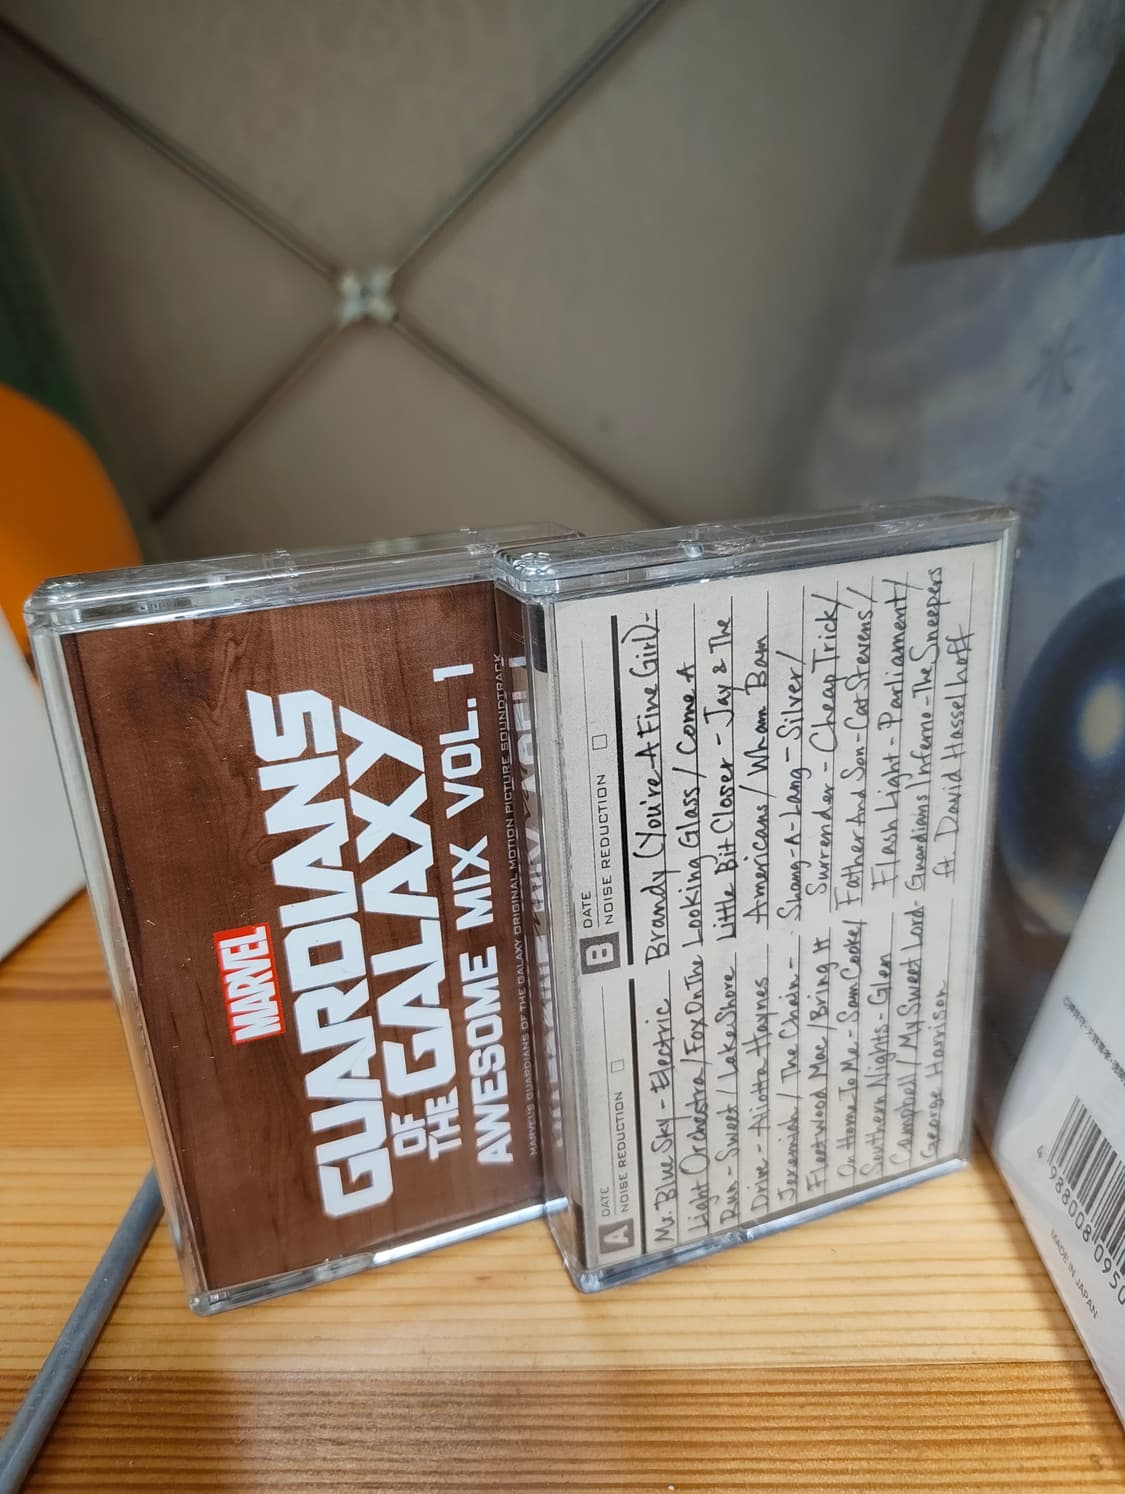 MARVEL
GUARDIANS
OF THE GALAXY
AWESOME MIX VOL. 1
MARVEL'S GUARDIANS OF THE GALAXY ORIGINAL MOTION PICTURE SOUNDTRACK
A DATE
NOISE REDUCTION
Mr. Blue Sky - Electric
Light Orchestra / Fox On The
Run - Sweet / Lake Shore
Drive - Aliotta Haynes
Jeremiah / The Chain -
Fleetwood Mac / Bring It
On Home To Me - Sam Cooke /
Southern Nights - Glen
Campbell / My Sweet Lord -
George Harrison
B DATE
NOISE REDUCTION
Brandy (You're A Fine Girl) -
Looking Glass / Come A
Little Bit Closer - Jay & The
Americans / Wham Bam
Shang-A-Lang - Silver /
Surrender - Cheap Trick /
Father And Son - Cat Stevens /
Flash Light - Parliament /
Guardians Inferno - The Sneepers
ft. David Hasselhoff
MADE IN JAPAN